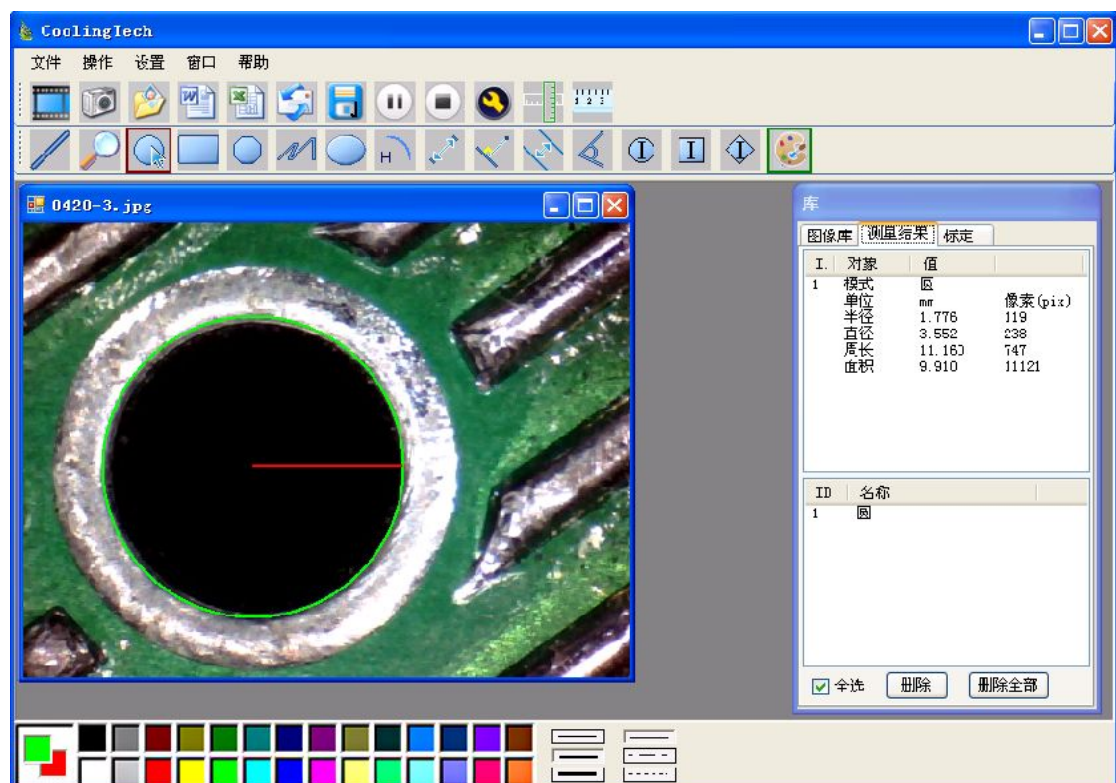 CoolingTech
文件 操作 设置 窗口 帮助
H
0420-3.jpg
库
图像库 测量结果 标定
I. 对象 值
1 模式 圆
单位 mm 像素(pix)
半径 1.776 119
直径 3.552 238
周长 11.160 747
面积 9.910 11121
ID 名称
1 圆
全选 删除 删除全部